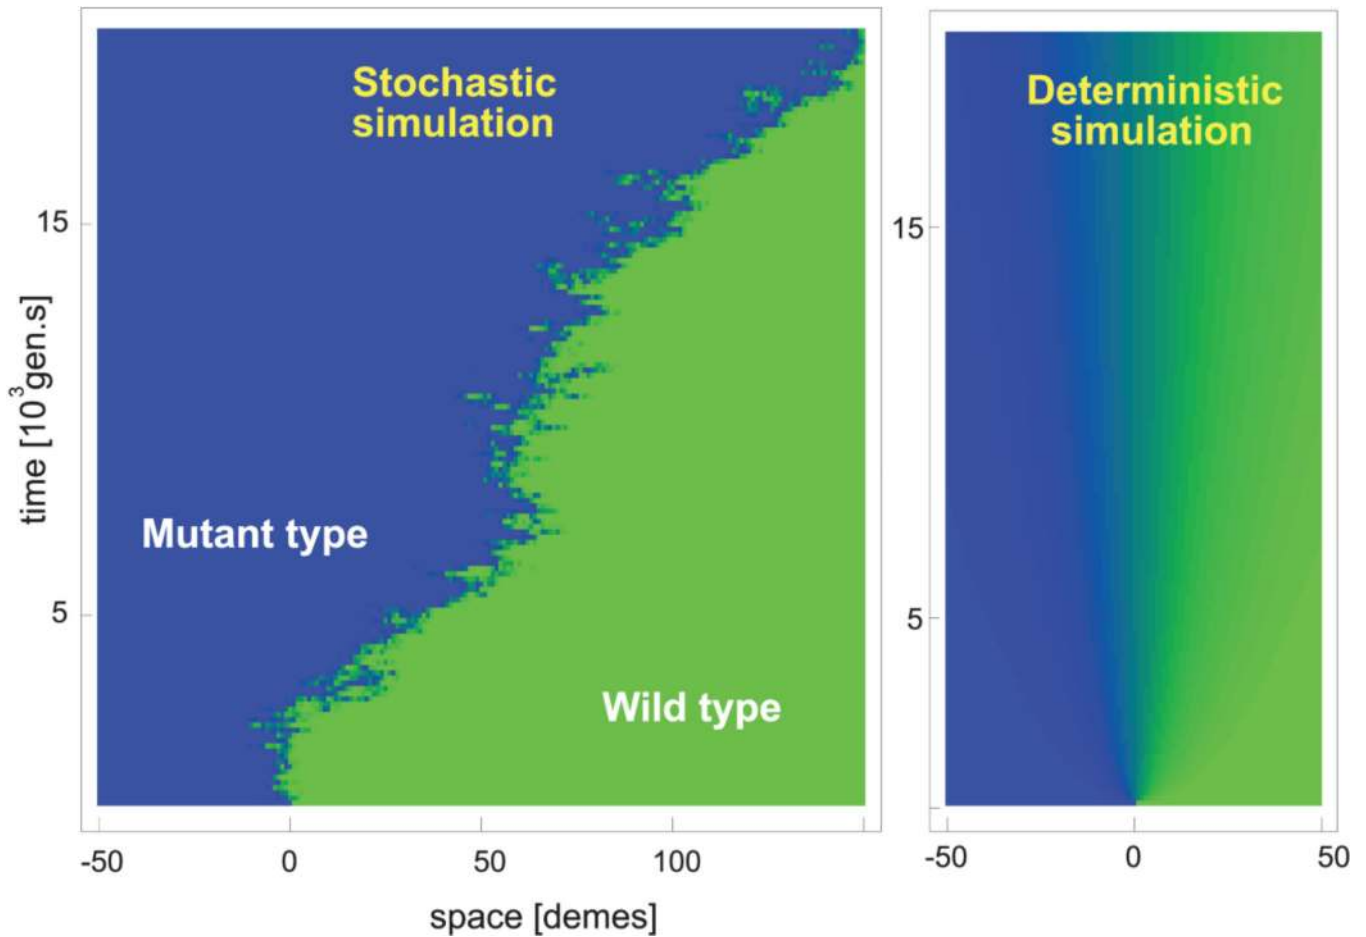 Stochastic
simulation
Mutant type
Wild type
15
5
time [10³gen.s]
-50
0
50
100
space [demes]
Deterministic
simulation
15
5
-50
0
50